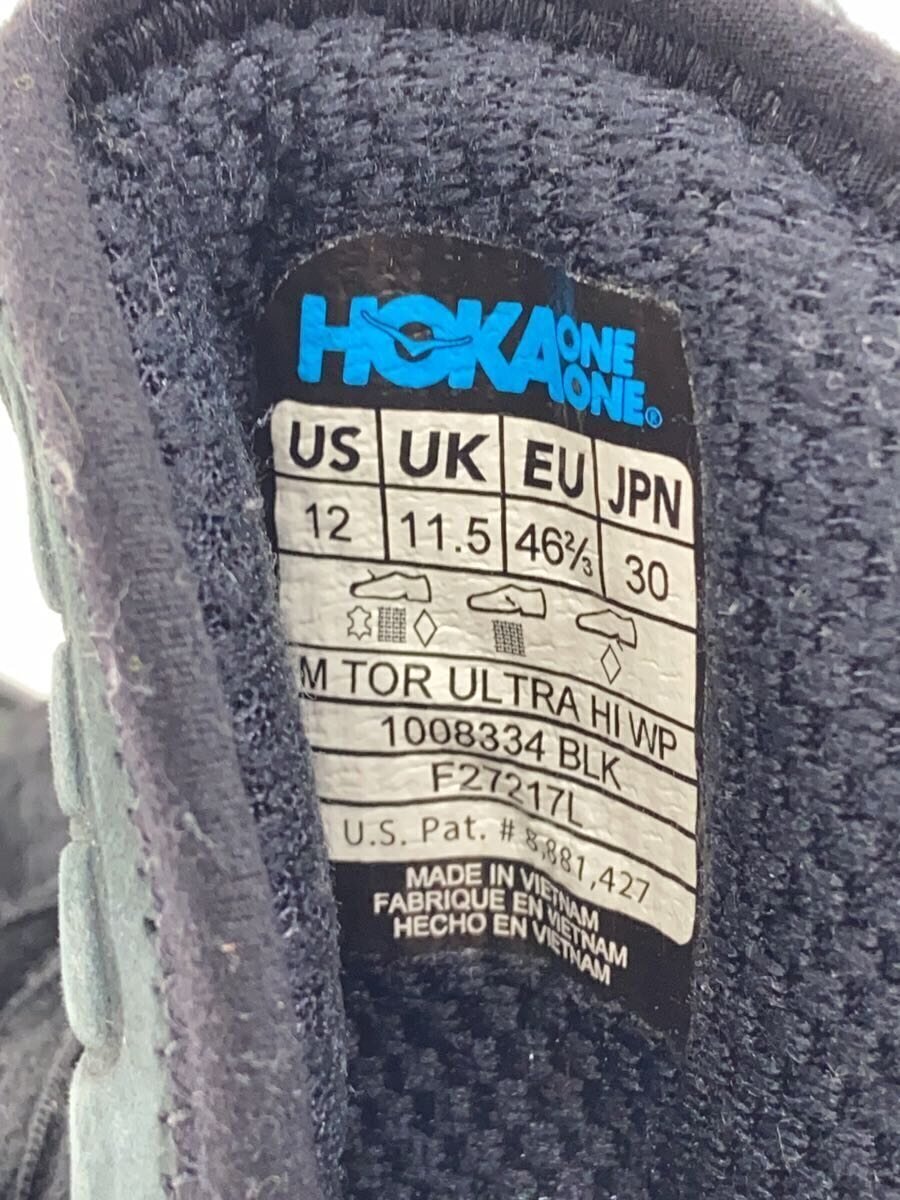 HOKA ONE ONE®
US UK EU JPN
12 11.5 46⅔ 30
M TOR ULTRA HI WP
1008334 BLK
F27217L
U.S. Pat. # 8,881,427
MADE IN VIETNAM
FABRIQUE EN VIETNAM
HECHO EN VIETNAM